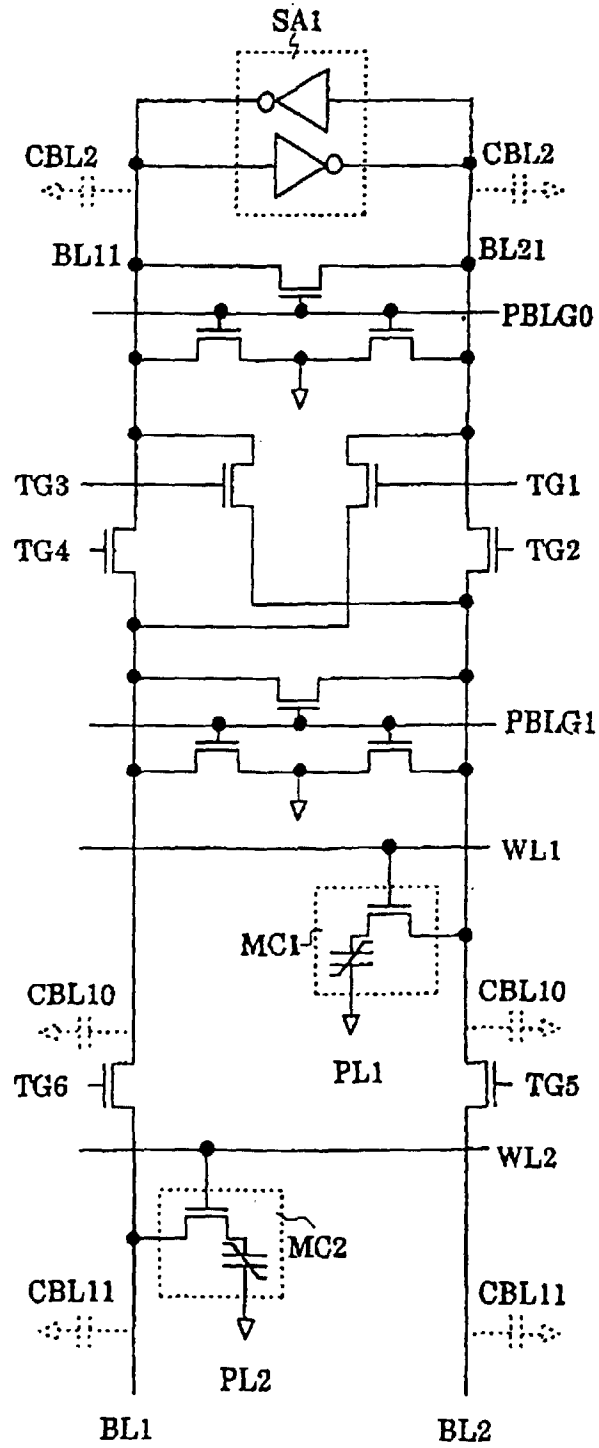 SA1
CBL2 CBL2
BL11 BL21
PBLG0
TG3 TG1
TG4 TG2
PBLG1
WL1
MC1
CBL10 CBL10
PL1
TG6 TG5
WL2
MC2
CBL11 CBL11
PL2
BL1 BL2